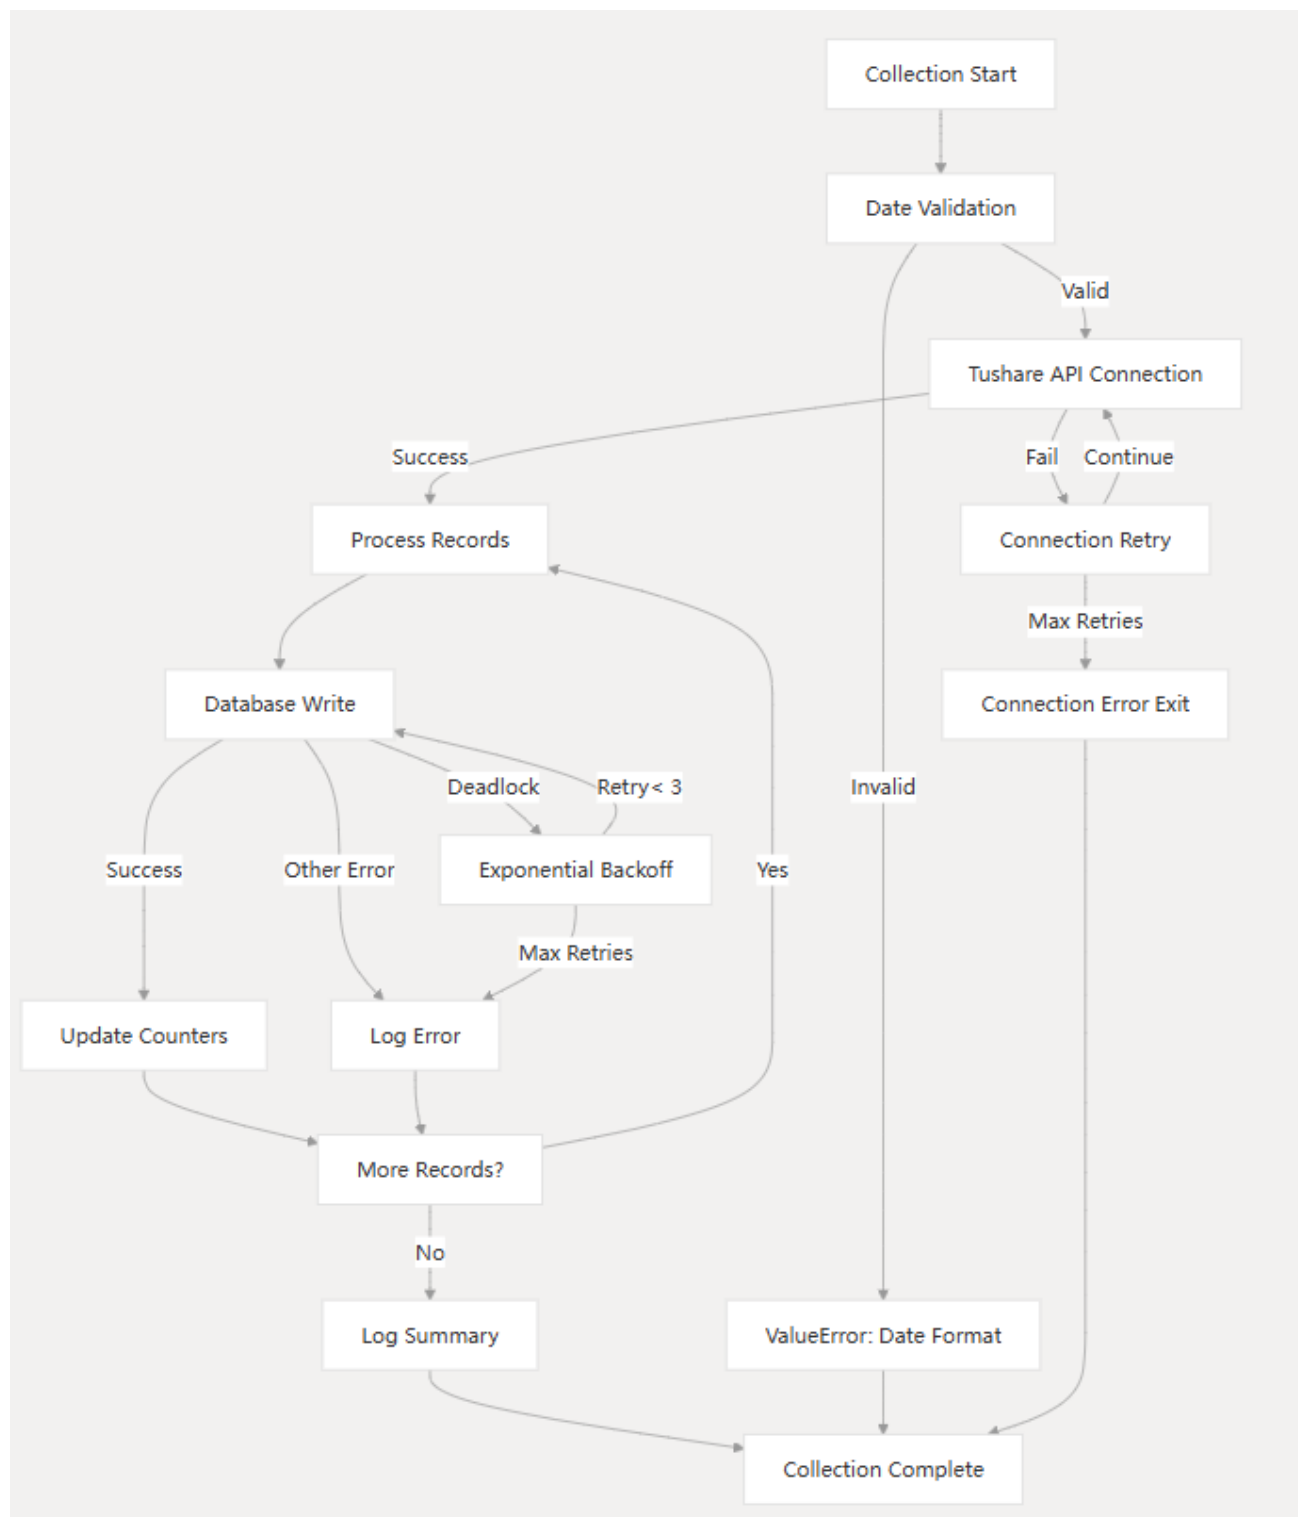 Collection Start
Date Validation
Valid
Tushare API Connection
Success
Fail
Continue
Process Records
Connection Retry
Max Retries
Database Write
Connection Error Exit
Deadlock
Retry< 3
Invalid
Success
Other Error
Exponential Backoff
Yes
Max Retries
Update Counters
Log Error
More Records?
No
Log Summary
ValueError: Date Format
Collection Complete